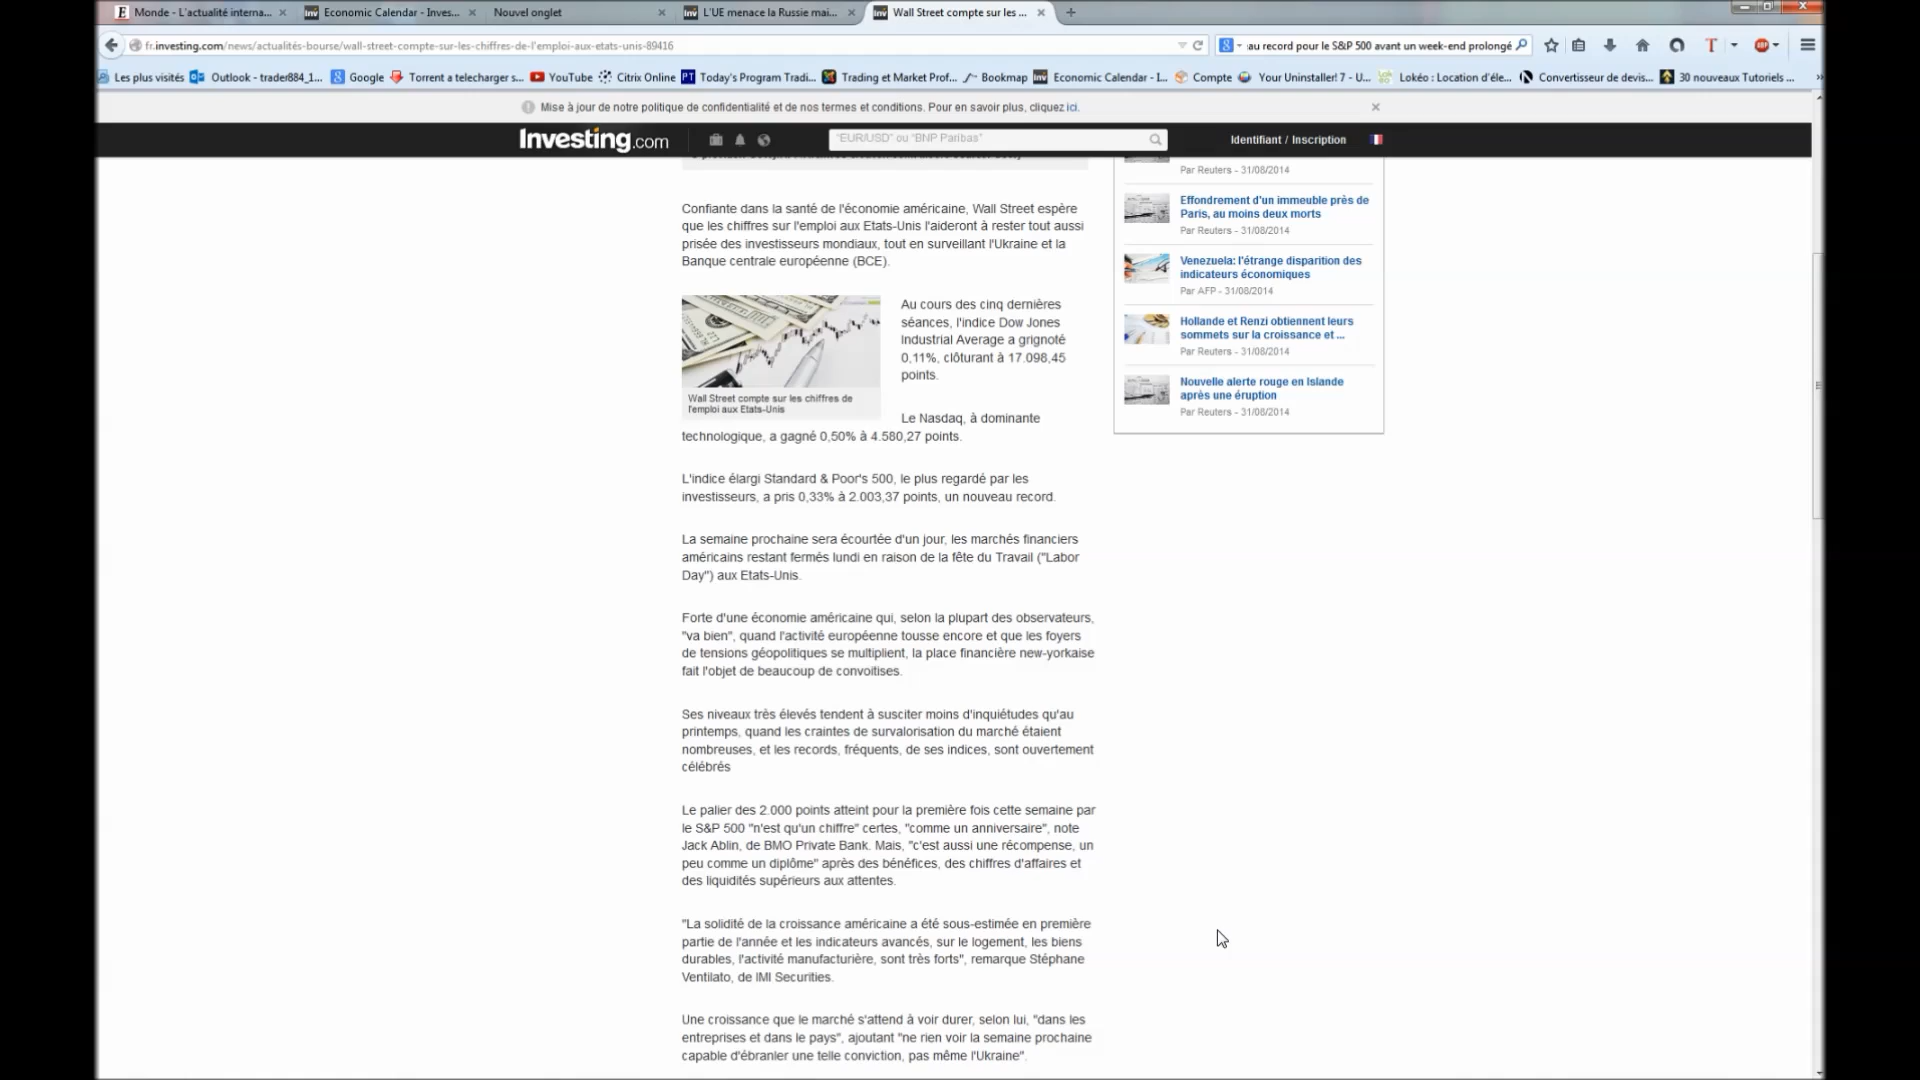 Monde - L'actualité interna...
Economic Calendar - Inves...
Nouvel onglet
L'UE menace la Russie mai...
Wall Street compte sur les ...
fr.investing.com/news/actualités-bourse/wall-street-compte-sur-les-chiffres-de-l'emploi-aux-etats-unis-89416
au record pour le S&P 500 avant un week-end prolongé
Les plus visités
Outlook - trader884_1...
Google
Torrent a telecharger s...
YouTube
Citrix Online
PT Today's Program Tradi...
Trading et Market Prof...
Bookmap
Economic Calendar - I...
Compte
Your Uninstaller! 7 - U...
Lokéo : Location d'éle...
Convertisseur de devis...
30 nouveaux Tutoriels ...
Mise à jour de notre politique de confidentialité et de nos termes et conditions. Pour en savoir plus, cliquez ici.
Investing.com
"EUR/USD" ou "BNP Paribas"
Identifiant / Inscription
Confiante dans la santé de l'économie américaine, Wall Street espère
que les chiffres sur l'emploi aux Etats-Unis l'aideront à rester tout aussi
prisée des investisseurs mondiaux, tout en surveillant l'Ukraine et la
Banque centrale européenne (BCE).
Wall Street compte sur les chiffres de
l'emploi aux Etats-Unis
Au cours des cinq dernières
séances, l'indice Dow Jones
Industrial Average a grignoté
0,11%, clôturant à 17.098,45
points.
Le Nasdaq, à dominante
technologique, a gagné 0,50% à 4.580,27 points.
L'indice élargi Standard & Poor's 500, le plus regardé par les
investisseurs, a pris 0,33% à 2.003,37 points, un nouveau record.
La semaine prochaine sera écourtée d'un jour, les marchés financiers
américains restant fermés lundi en raison de la fête du Travail ("Labor
Day") aux Etats-Unis.
Forte d'une économie américaine qui, selon la plupart des observateurs,
"va bien", quand l'activité européenne tousse encore et que les foyers
de tensions géopolitiques se multiplient, la place financière new-yorkaise
fait l'objet de beaucoup de convoitises.
Ses niveaux très élevés tendent à susciter moins d'inquiétudes qu'au
printemps, quand les craintes de survalorisation du marché étaient
nombreuses, et les records, fréquents, de ses indices, sont ouvertement
célébrés
Le palier des 2.000 points atteint pour la première fois cette semaine par
le S&P 500 "n'est qu'un chiffre" certes, "comme un anniversaire", note
Jack Ablin, de BMO Private Bank. Mais, "c'est aussi une récompense, un
peu comme un diplôme" après des bénéfices, des chiffres d'affaires et
des liquidités supérieurs aux attentes.
"La solidité de la croissance américaine a été sous-estimée en première
partie de l'année et les indicateurs avancés, sur le logement, les biens
durables, l'activité manufacturière, sont très forts", remarque Stéphane
Ventilato, de IMI Securities.
Une croissance que le marché s'attend à voir durer, selon lui, "dans les
entreprises et dans le pays", ajoutant "ne rien voir la semaine prochaine
capable d'ébranler une telle conviction, pas même l'Ukraine".
Par Reuters - 31/08/2014
Effondrement d'un immeuble près de
Paris, au moins deux morts
Par Reuters - 31/08/2014
Venezuela: l'étrange disparition des
indicateurs économiques
Par AFP - 31/08/2014
Hollande et Renzi obtiennent leurs
sommets sur la croissance et ...
Par Reuters - 31/08/2014
Nouvelle alerte rouge en Islande
après une éruption
Par Reuters - 31/08/2014